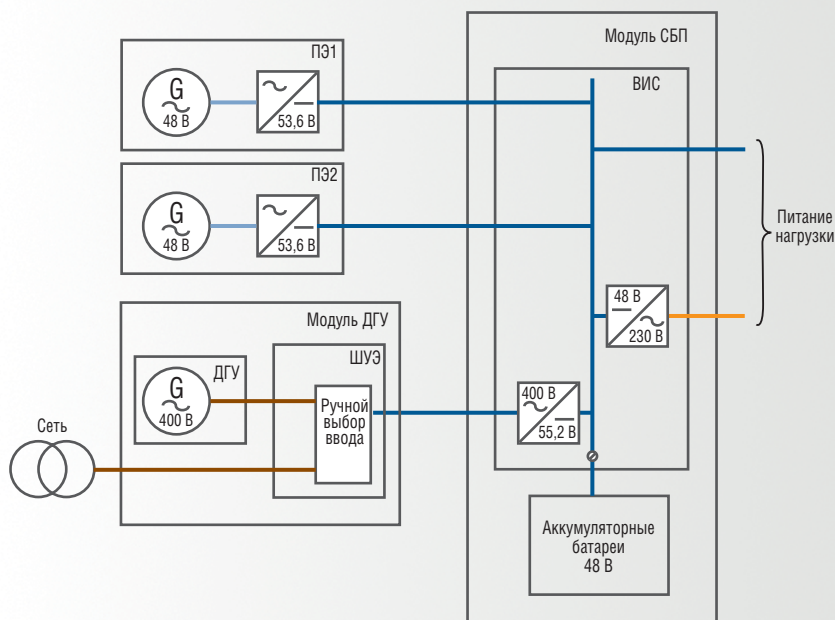 Модуль СБП
ПЭ1
ВИС
G
48 В
53,6 В
ПЭ2
G
48 В
53,6 В
Питание
нагрузки
Модуль ДГУ
48 В
230 В
ШУЭ
ДГУ
G
400 В
Ручной
выбор
ввода
400 В
55,2 В
Сеть
Аккумуляторные
батареи
48 В